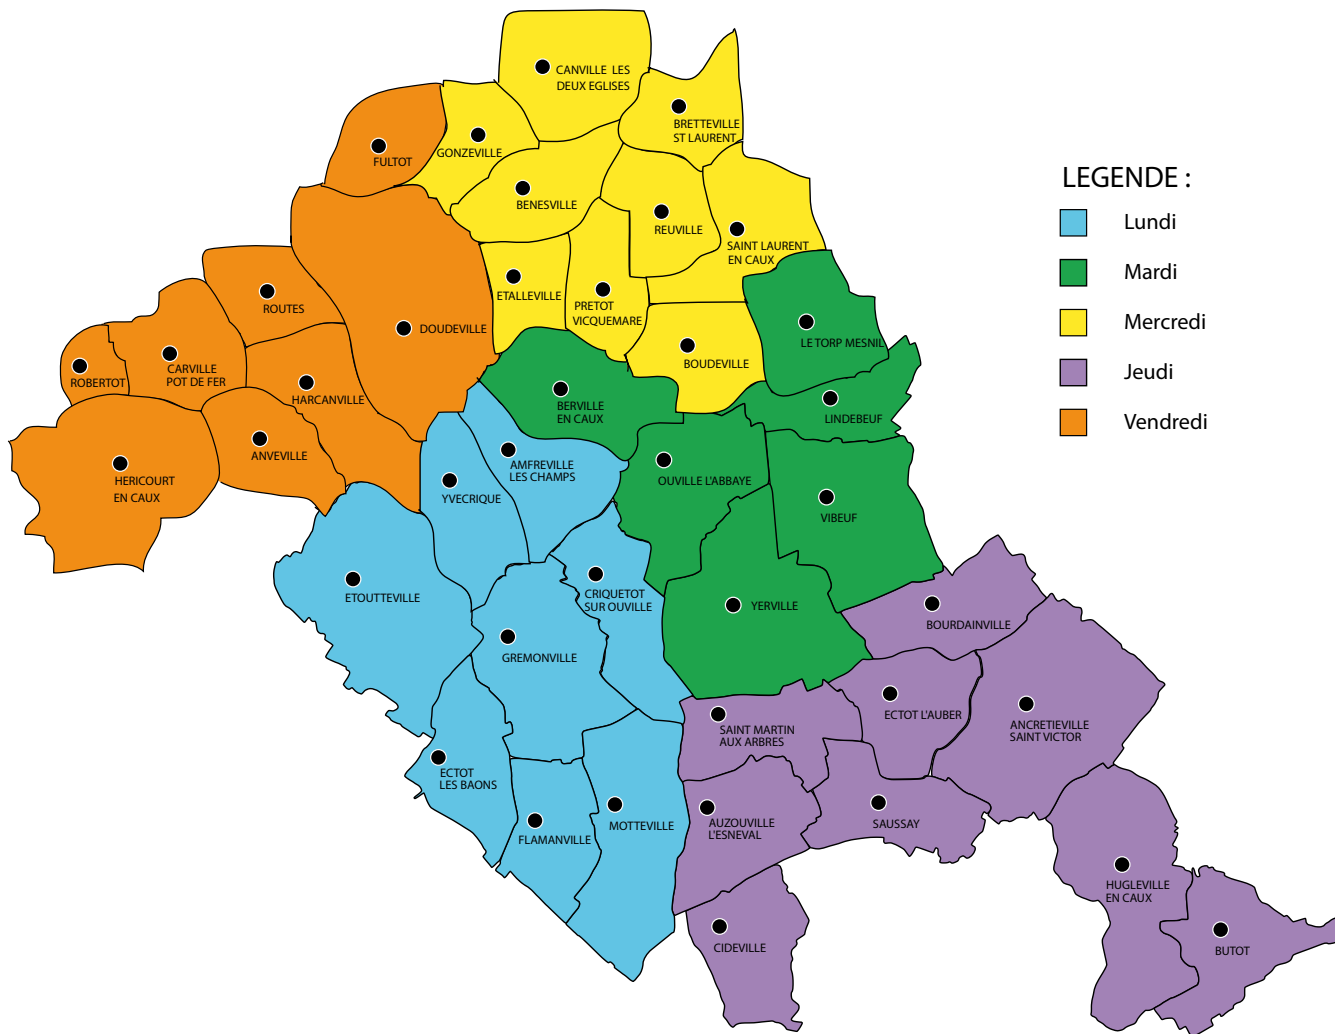 CANVILLE LES
DEUX EGLISES
BRETTEVILLE
ST LAURENT
FULTOT
GONZEVILLE
BENESVILLE
REUVILLE
SAINT LAURENT
EN CAUX
ETALLEVILLE
PRETOT
VICQUEMARE
ROUTES
DOUDEVILLE
LE TORP MESNIL
BOUDEVILLE
ROBERTOT
CARVILLE
POT DE FER
HARCANVILLE
BERVILLE
EN CAUX
LINDEBEUF
HERICOURT
EN CAUX
ANVEVILLE
AMFREVILLE
LES CHAMPS
YVECRIQUE
OUVILLE L'ABBAYE
VIBEUF
ETOUTTEVILLE
CRIQUETOT
SUR OUVILLE
YERVILLE
BOURDAINVILLE
GREMONVILLE
ECTOT L'AUBER
ANCRETIEVILLE
SAINT VICTOR
SAINT MARTIN
AUX ARBRES
ECTOT
LES BAONS
FLAMANVILLE
MOTTEVILLE
AUZOUVILLE
L'ESNEVAL
SAUSSAY
HUGLEVILLE
EN CAUX
CIDEVILLE
BUTOT
LEGENDE :
Lundi
Mardi
Mercredi
Jeudi
Vendredi